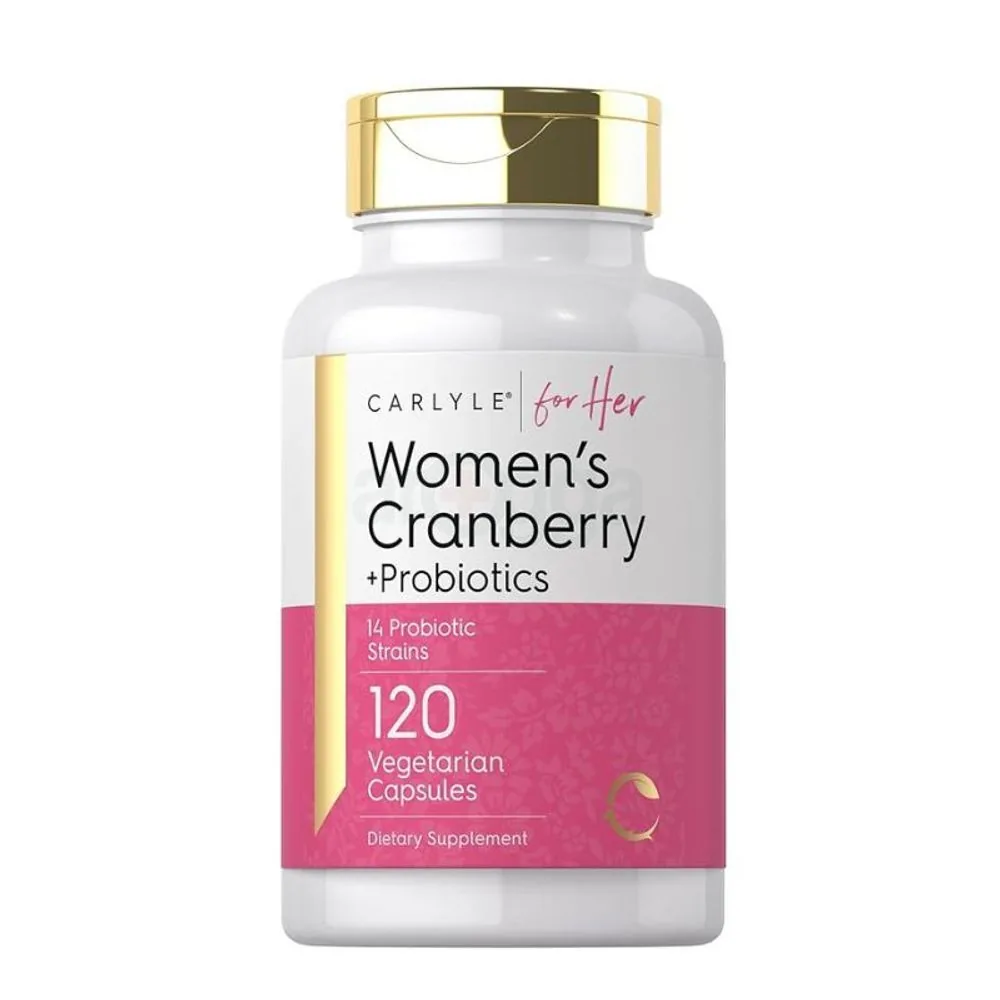 CARLYLE® for Her
Women's
Cranberry
+Probiotics
14 Probiotic
Strains
120
Vegetarian
Capsules
Dietary Supplement